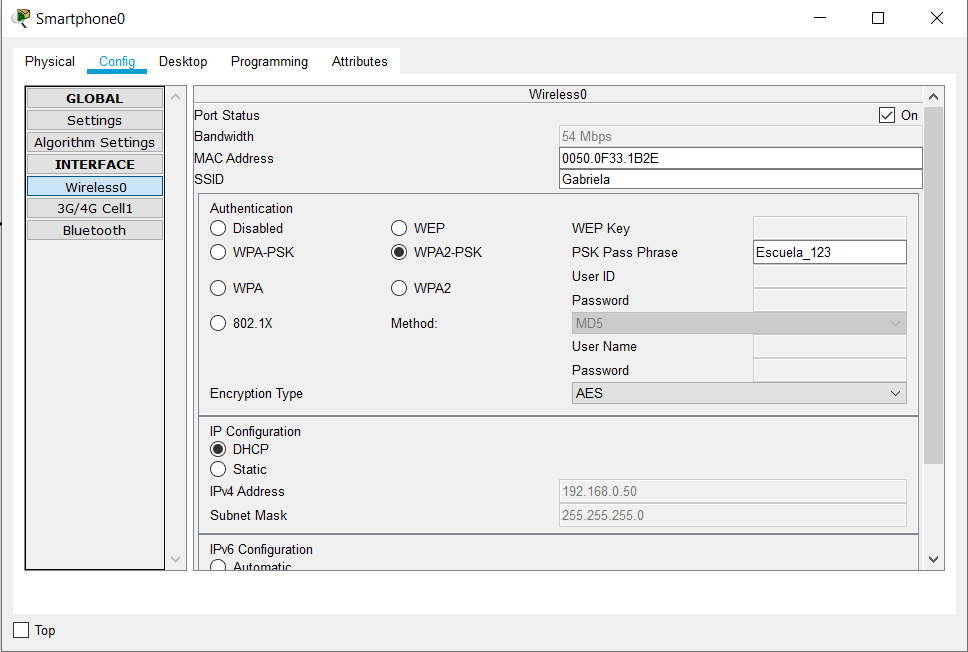 Smartphone0
Physical Config Desktop Programming Attributes
GLOBAL
Settings
Algorithm Settings
INTERFACE
Wireless0
3G/4G Cell1
Bluetooth
Wireless0
Port Status On
Bandwidth 54 Mbps
MAC Address 0050.0F33.1B2E
SSID Gabriela
Authentication
Disabled WEP WEP Key
WPA-PSK WPA2-PSK PSK Pass Phrase Escuela_123
User ID
WPA WPA2
Password
802.1X Method: MD5
User Name
Password
Encryption Type AES
IP Configuration
DHCP
Static
IPv4 Address 192.168.0.50
Subnet Mask 255.255.255.0
IPv6 Configuration
Automatic
Top